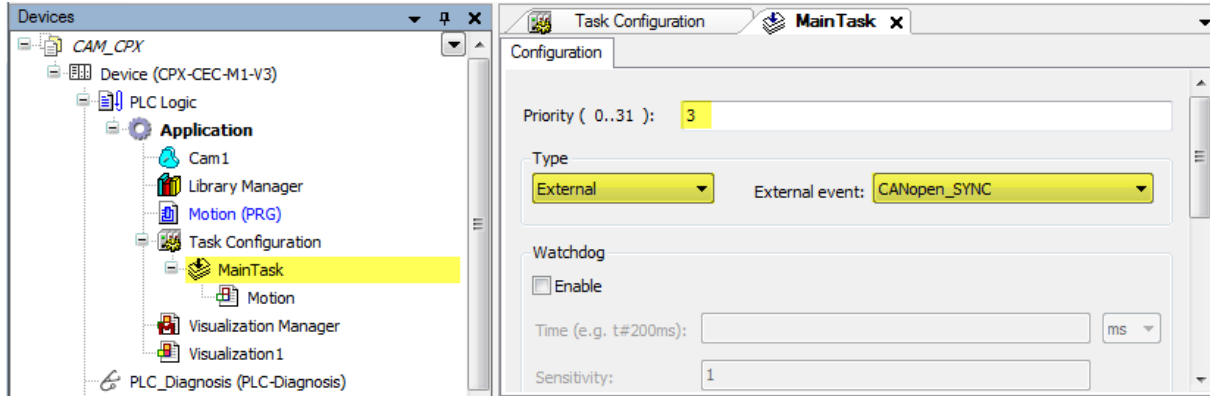 Devices
CAM_CPX
Device (CPX-CEC-M1-V3)
PLC Logic
Application
Cam1
Library Manager
Motion (PRG)
Task Configuration
MainTask
Motion
Visualization Manager
Visualization1
PLC_Diagnosis (PLC-Diagnosis)
Task Configuration MainTask
Configuration
Priority ( 0..31 ): 3
Type
External External event: CANopen_SYNC
Watchdog
Enable
Time (e.g. t#200ms): ms
Sensitivity: 1